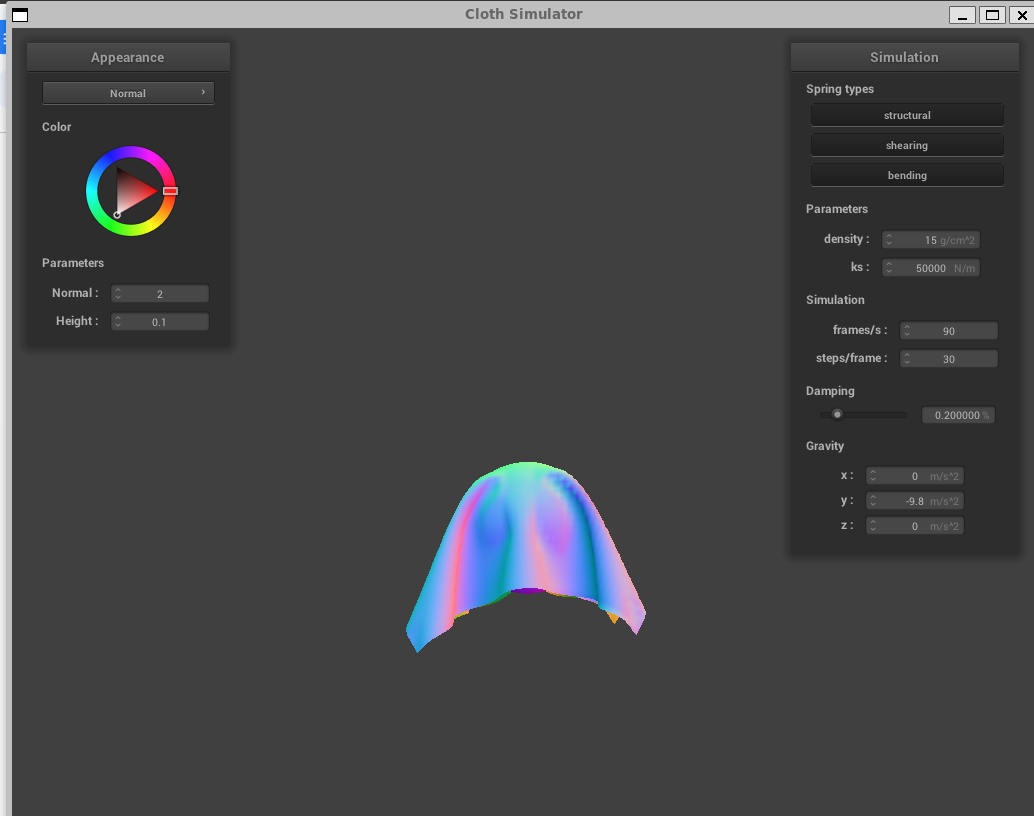 Cloth Simulator
Appearance
Normal
Color
Parameters
Normal : 2
Height : 0.1
Simulation
Spring types
structural
shearing
bending
Parameters
density : 15 g/cm^2
ks : 50000 N/m
Simulation
frames/s : 90
steps/frame : 30
Damping
0.200000 %
Gravity
x : 0 m/s^2
y : -9.8 m/s^2
z : 0 m/s^2